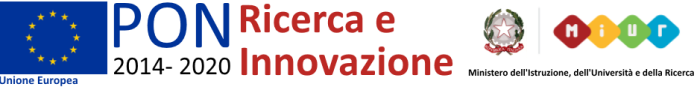 PON Ricerca e
2014- 2020 Innovazione
Unione Europea
MiUr
Ministero dell'Istruzione, dell'Università e della Ricerca